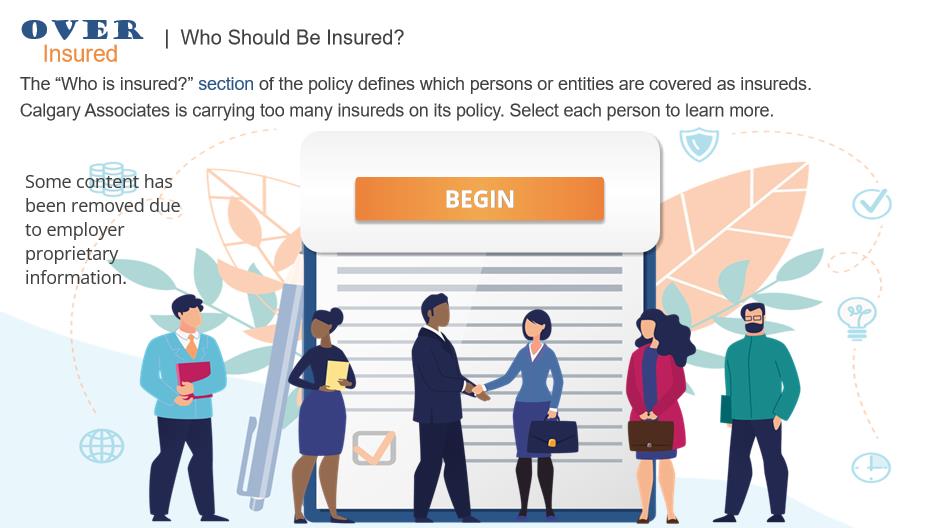 OVER
Insured
| Who Should Be Insured?
The “Who is insured?” section of the policy defines which persons or entities are covered as insureds.
Calgary Associates is carrying too many insureds on its policy. Select each person to learn more.
Some content has
been removed due
to employer
proprietary
information.
BEGIN